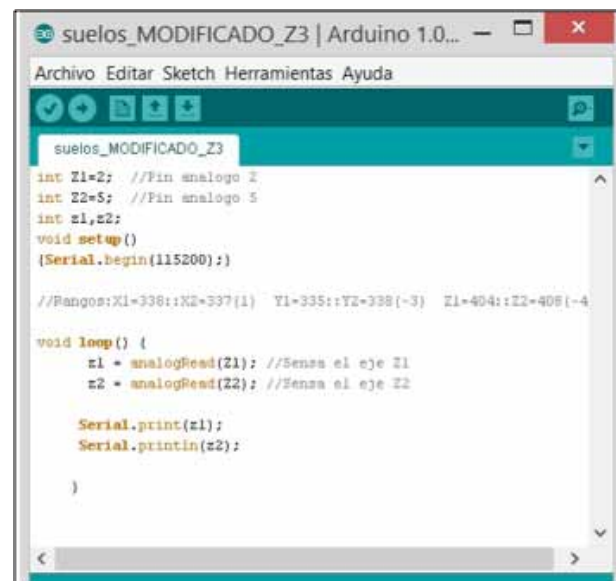 suelos_MODIFICADO_Z3 | Arduino 1.0...
Archivo Editar Sketch Herramientas Ayuda
suelos_MODIFICADO_Z3
int Z1=2; //Pin analogo 2
int Z2=5; //Pin analogo 5
int z1,z2;
void setup()
{Serial.begin(115200);}
//Rangos:X1=338::X2=337(1) Y1=335::Y2=338(-3) Z1=404::Z2=408(-4
void loop() {
z1 = analogRead(Z1); //Sensa el eje Z1
z2 = analogRead(Z2); //Sensa el eje Z2
Serial.print(z1);
Serial.println(z2);
}